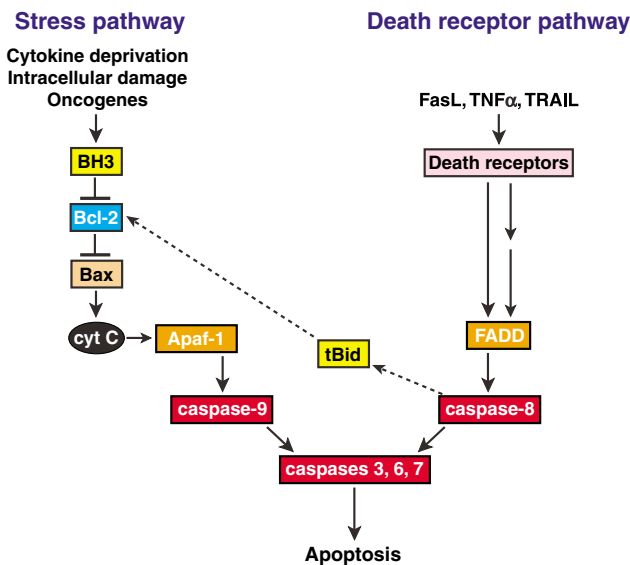 Stress pathway
Death receptor pathway
Cytokine deprivation
Intracellular damage
Oncogenes
FasL, TNFα, TRAIL
BH3
Death receptors
Bcl-2
Bax
cyt C
Apaf-1
tBid
FADD
caspase-9
caspase-8
caspases 3, 6, 7
Apoptosis